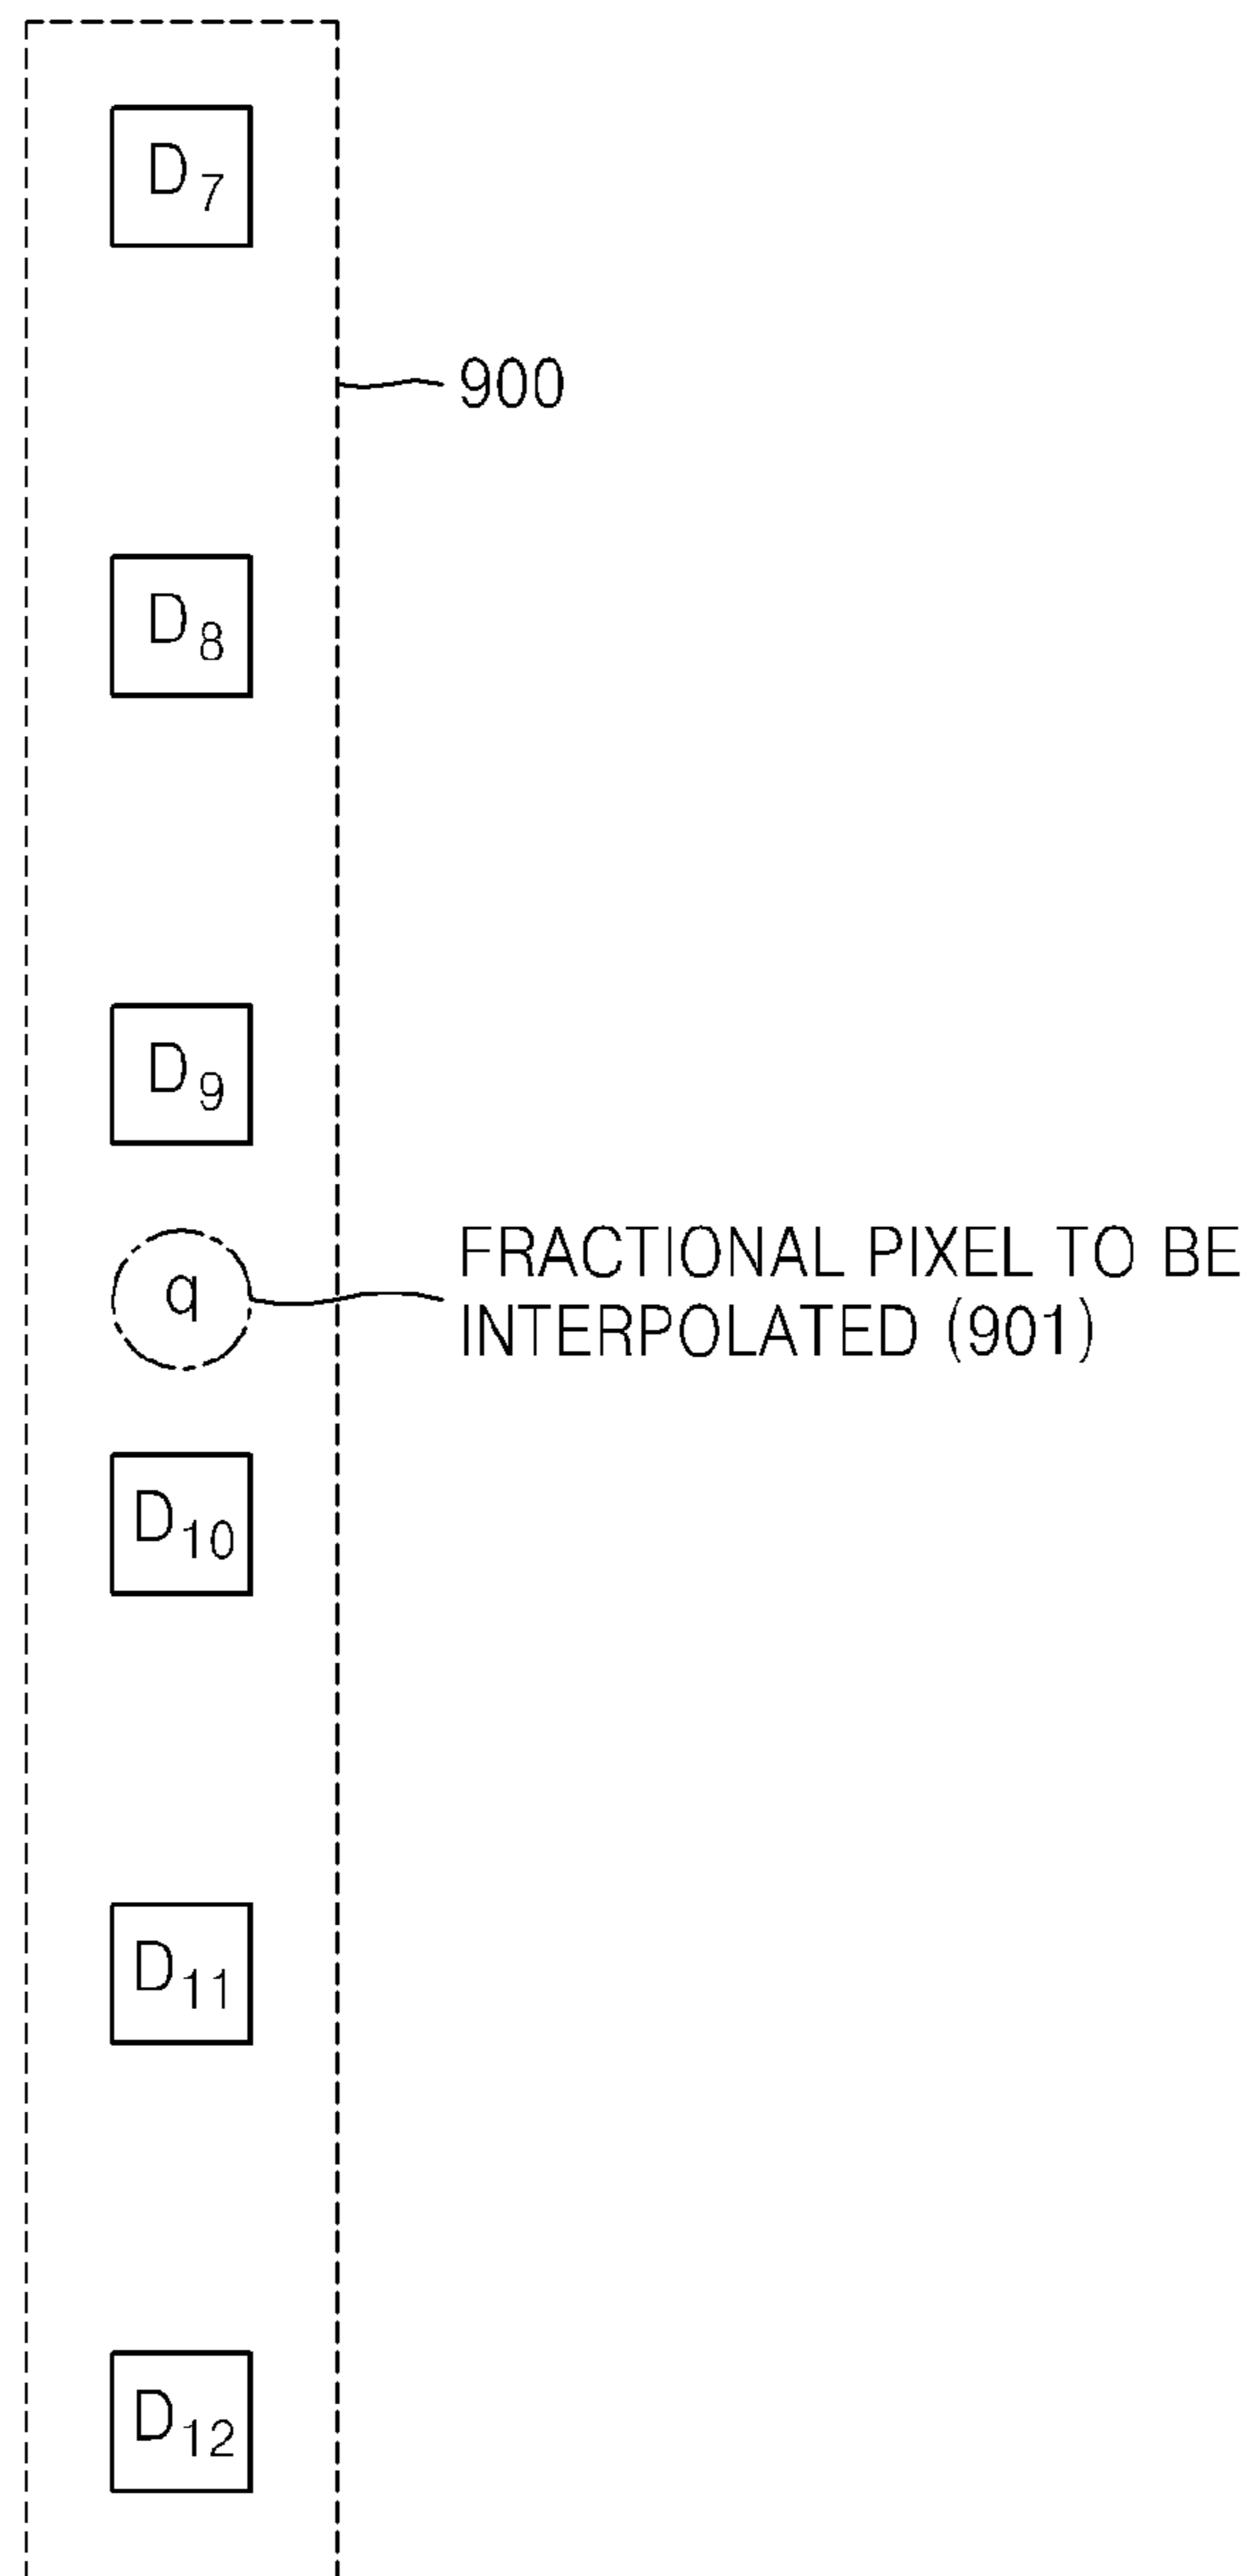 D7
900
D8
D9
q
FRACTIONAL PIXEL TO BE
INTERPOLATED (901)
D10
D11
D12